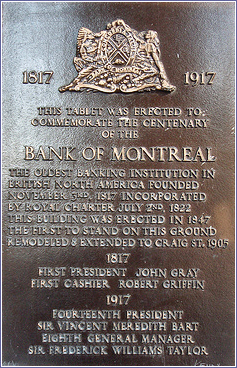 1817 1917
THIS TABLET WAS ERECTED TO
COMMEMORATE THE CENTENARY
OF THE
BANK OF MONTREAL
THE OLDEST BANKING INSTITUTION IN
BRITISH NORTH AMERICA FOUNDED
NOVEMBER 3RD, 1817 INCORPORATED
BY ROYAL CHARTER JULY 2ND 1822
THIS BUILDING WAS ERECTED IN 1847
THE FIRST TO STAND ON THIS GROUND
REMODELED & EXTENDED TO CRAIG ST. 1905
1817
FIRST PRESIDENT JOHN GRAY
FIRST CASHIER ROBERT GRIFFIN
1917
FOURTEENTH PRESIDENT
SIR VINCENT MEREDITH BART
EIGHTH GENERAL MANAGER
SIR FREDERICK WILLIAMS TAYLOR